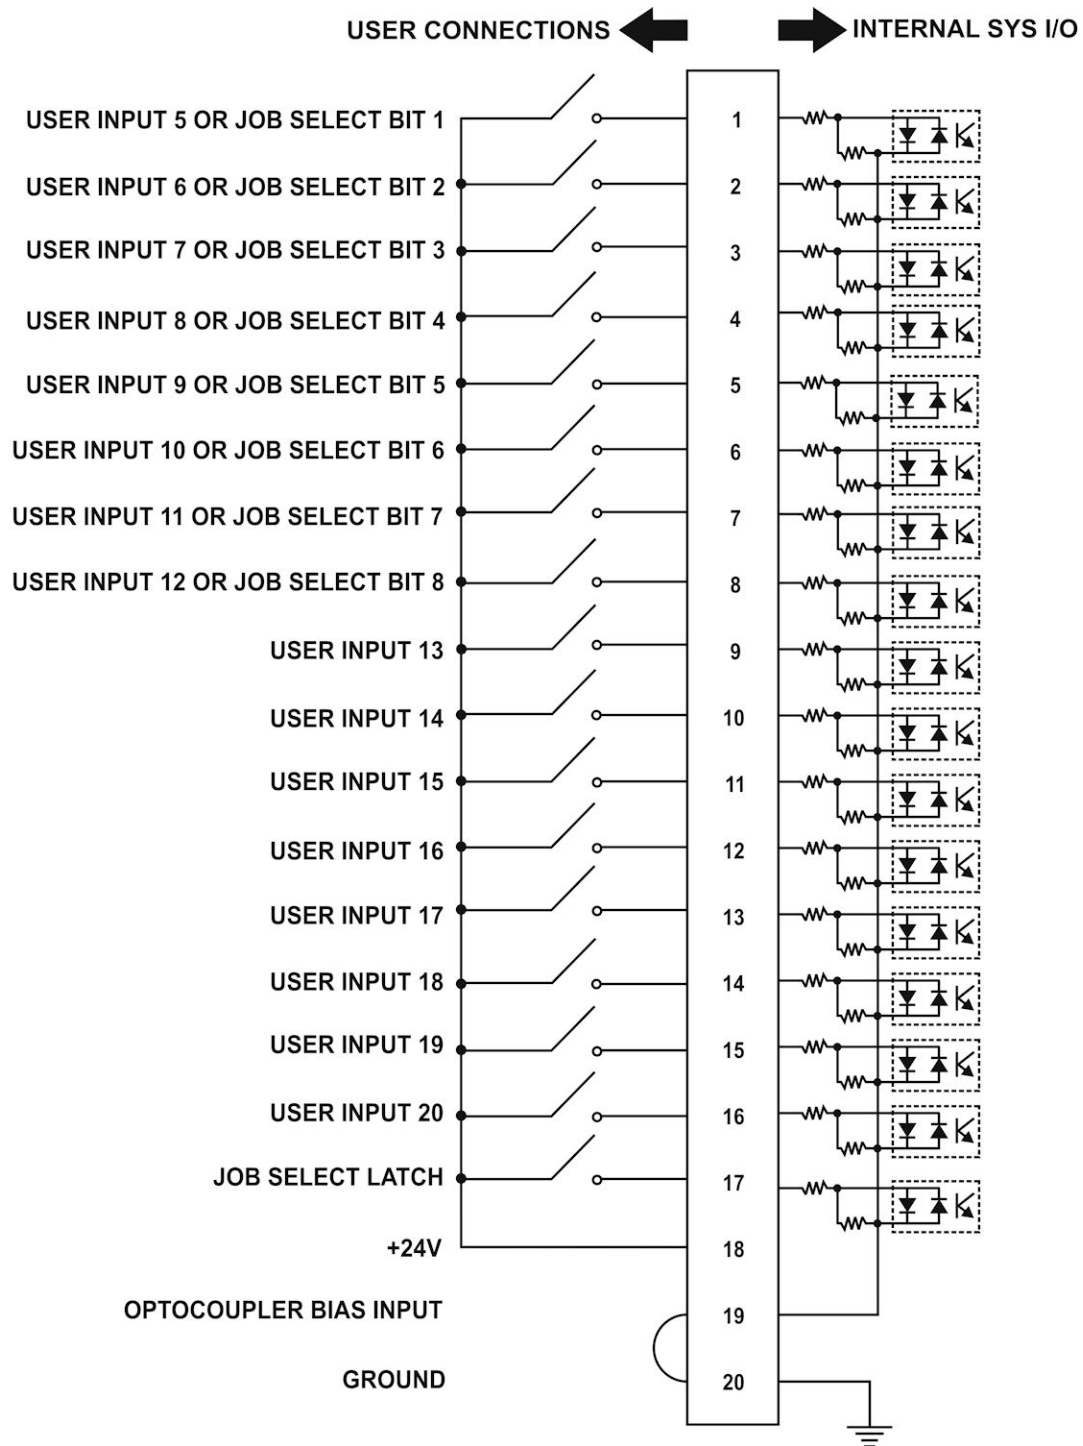 USER CONNECTIONS INTERNAL SYS I/O
USER INPUT 5 OR JOB SELECT BIT 1 1
USER INPUT 6 OR JOB SELECT BIT 2 2
USER INPUT 7 OR JOB SELECT BIT 3 3
USER INPUT 8 OR JOB SELECT BIT 4 4
USER INPUT 9 OR JOB SELECT BIT 5 5
USER INPUT 10 OR JOB SELECT BIT 6 6
USER INPUT 11 OR JOB SELECT BIT 7 7
USER INPUT 12 OR JOB SELECT BIT 8 8
USER INPUT 13 9
USER INPUT 14 10
USER INPUT 15 11
USER INPUT 16 12
USER INPUT 17 13
USER INPUT 18 14
USER INPUT 19 15
USER INPUT 20 16
JOB SELECT LATCH 17
+24V 18
OPTOCOUPLER BIAS INPUT 19
GROUND 20